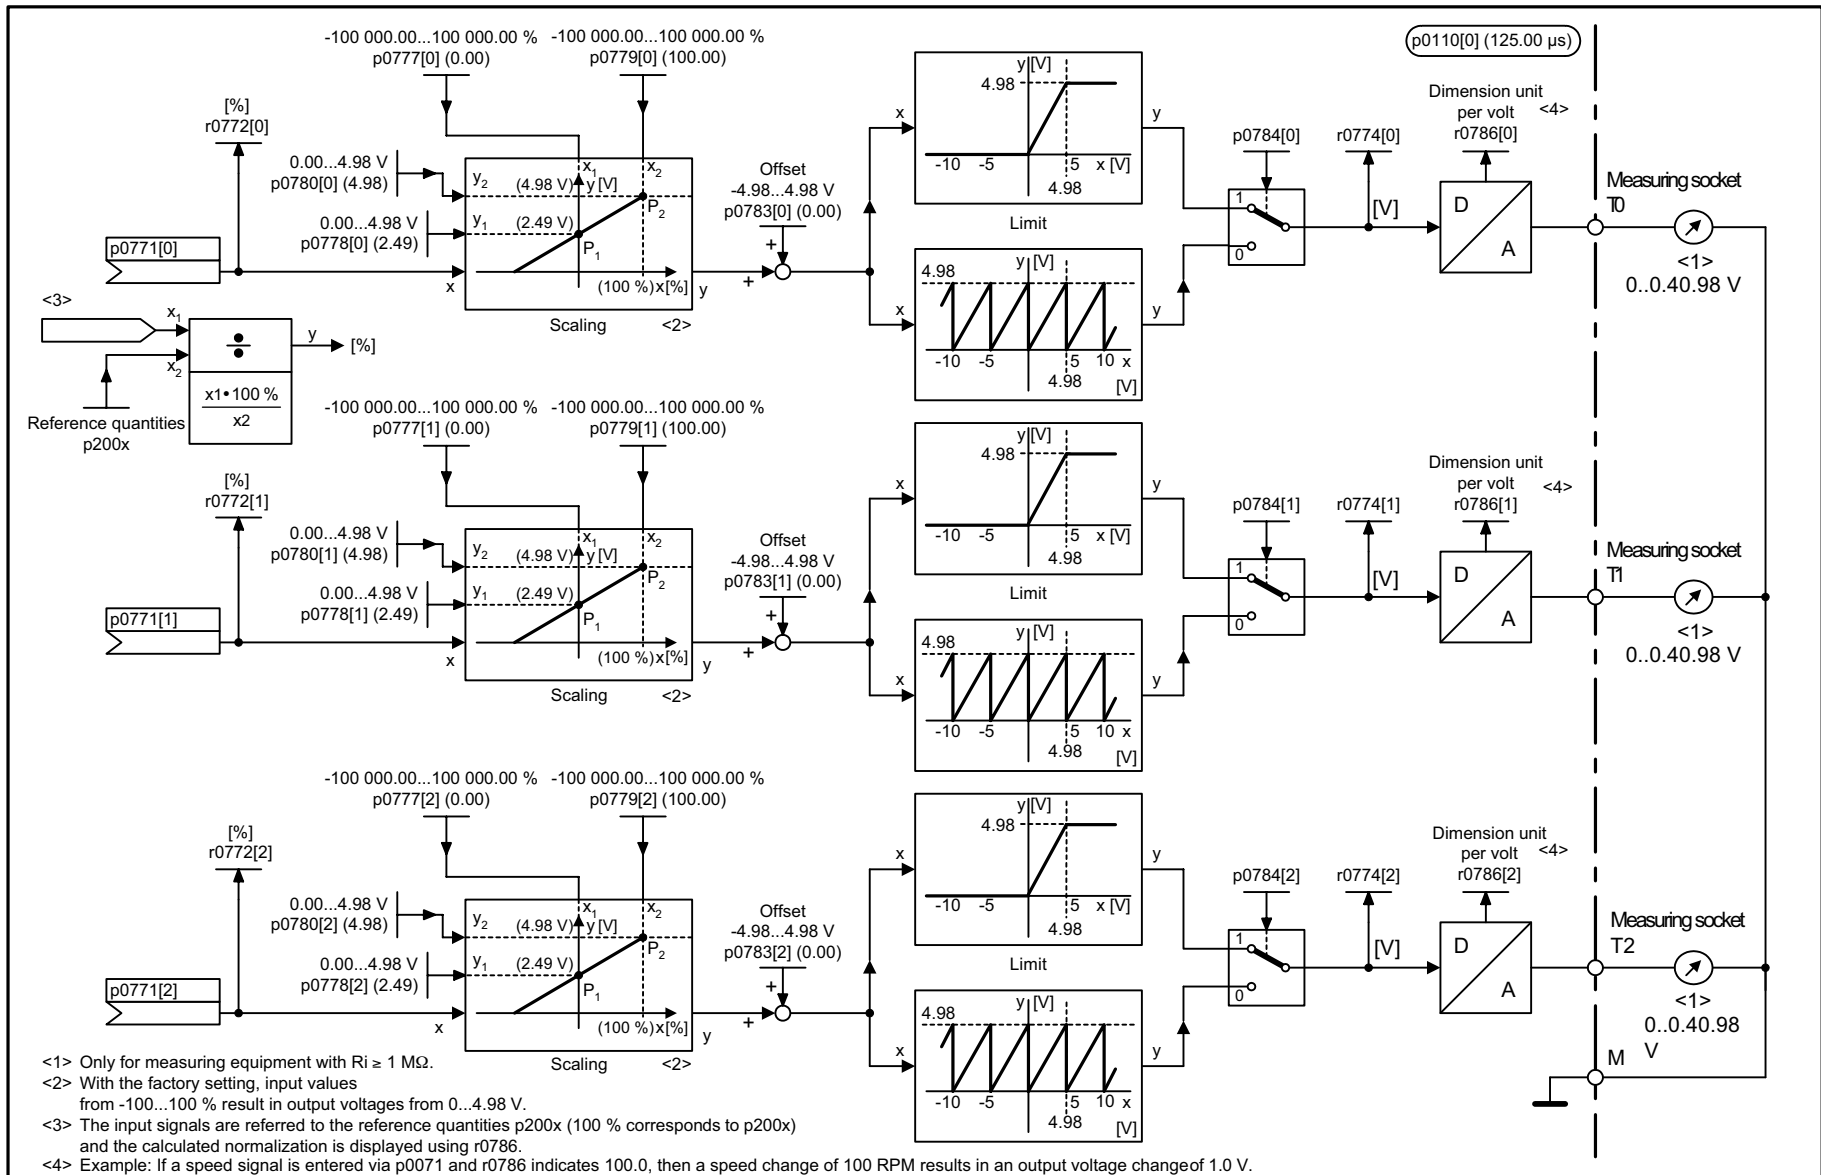 -100 000.00...100 000.00 %
p0777[0] (0.00)
-100 000.00...100 000.00 %
p0779[0] (100.00)
p0110[0] (125.00 µs)
[%]
r0772[0]
0.00...4.98 V
p0780[0] (4.98)
0.00...4.98 V
p0778[0] (2.49)
p0771[0]
x1
x2
y2
(4.98 V)
y [V]
y1
(2.49 V)
P2
P1
x
(100 %)
x[%]
y
Scaling
<2>
Offset
-4.98...4.98 V
p0783[0] (0.00)
+
+
x
y[V]
4.98
-10
-5
5
x [V]
4.98
y
Limit
x
4.98
y[V]
-10
-5
5
10
x
4.98
[V]
y
p0784[0]
1
0
r0774[0]
[V]
Dimension unit
per volt
<4>
r0786[0]
D
A
Measuring socket
T0
<1>
0..0.40.98 V
<3>
x1
x2
÷
x1•100 %
x2
y
[%]
Reference quantities
p200x
-100 000.00...100 000.00 %
p0777[1] (0.00)
-100 000.00...100 000.00 %
p0779[1] (100.00)
[%]
r0772[1]
0.00...4.98 V
p0780[1] (4.98)
0.00...4.98 V
p0778[1] (2.49)
p0771[1]
x1
x2
y2
(4.98 V)
y [V]
y1
(2.49 V)
P2
P1
x
(100 %)
x[%]
y
Scaling
<2>
Offset
-4.98...4.98 V
p0783[1] (0.00)
+
+
x
y[V]
4.98
-10
-5
5
x [V]
4.98
y
Limit
x
4.98
y[V]
-10
-5
5
10
x
4.98
[V]
y
p0784[1]
1
0
r0774[1]
[V]
Dimension unit
per volt
<4>
r0786[1]
D
A
Measuring socket
T1
<1>
0..0.40.98 V
-100 000.00...100 000.00 %
p0777[2] (0.00)
-100 000.00...100 000.00 %
p0779[2] (100.00)
[%]
r0772[2]
0.00...4.98 V
p0780[2] (4.98)
0.00...4.98 V
p0778[2] (2.49)
p0771[2]
x1
x2
y2
(4.98 V)
y [V]
y1
(2.49 V)
P2
P1
x
(100 %)
x[%]
y
Scaling
<2>
Offset
-4.98...4.98 V
p0783[2] (0.00)
+
+
x
y[V]
4.98
-10
-5
5
x [V]
4.98
y
Limit
x
4.98
y[V]
-10
-5
5
10
x
4.98
[V]
y
p0784[2]
1
0
r0774[2]
[V]
Dimension unit
per volt
<4>
r0786[2]
D
A
Measuring socket
T2
<1>
0..0.40.98
V
M
<1> Only for measuring equipment with Ri ≥ 1 MΩ.
<2> With the factory setting, input values
from -100...100 % result in output voltages from 0...4.98 V.
<3> The input signals are referred to the reference quantities p200x (100 % corresponds to p200x)
and the calculated normalization is displayed using r0786.
<4> Example: If a speed signal is entered via p0071 and r0786 indicates 100.0, then a speed change of 100 RPM results in an output voltage change of 1.0 V.